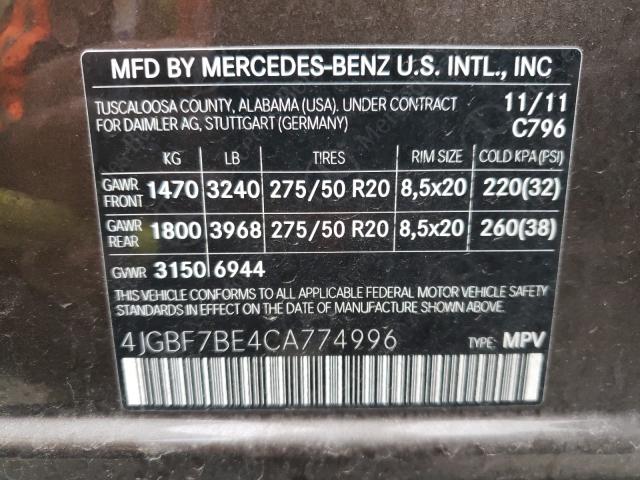 MFD BY MERCEDES-BENZ U.S. INTL., INC
TUSCALOOSA COUNTY, ALABAMA (USA). UNDER CONTRACT 11/11
FOR DAIMLER AG, STUTTGART (GERMANY) C796
KG LB TIRES RIM SIZE COLD KPA (PSI)
GAWR FRONT 1470 3240 275/50 R20 8,5x20 220(32)
GAWR REAR 1800 3968 275/50 R20 8,5x20 260(38)
GVWR 3150 6944
THIS VEHICLE CONFORMS TO ALL APPLICABLE FEDERAL MOTOR VEHICLE SAFETY
STANDARDS IN EFFECT ON THE DATE OF MANUFACTURE SHOWN ABOVE.
4JGBF7BE4CA774996 TYPE: MPV